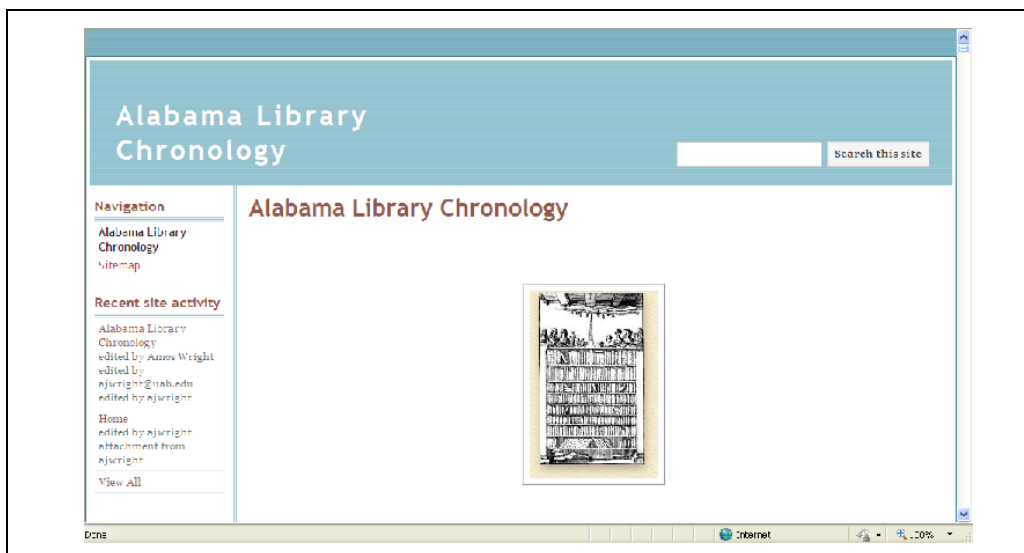 Alabama Library
Chronology
Search this site
Navigation
Alabama Library
Chronology
Sitemap
Recent site activity
Alabama Library
Chronology
edited by Amos Wright
edited by
ajwright@uab.edu
edited by ajwright
Home
edited by ajwright
attachment from
ajwright
View All
Alabama Library Chronology
Done
Internet
100%